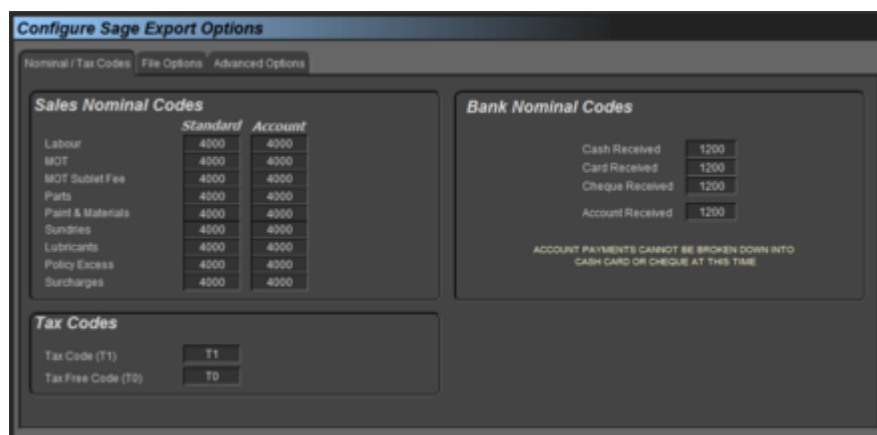 Configure Sage Export Options
Nominal / Tax Codes File Options Advanced Options
Sales Nominal Codes
Standard Account
Labour 4000 4000
MOT 4000 4000
MOT Sublet Fee 4000 4000
Parts 4000 4000
Paint & Materials 4000 4000
Sundries 4000 4000
Lubricants 4000 4000
Policy Excess 4000 4000
Surcharges 4000 4000
Bank Nominal Codes
Cash Received 1200
Card Received 1200
Cheque Received 1200
Account Received 1200
ACCOUNT PAYMENTS CANNOT BE BROKEN DOWN INTO
CASH CARD OR CHEQUE AT THIS TIME
Tax Codes
Tax Code (T1) T1
Tax Free Code (T0) T0